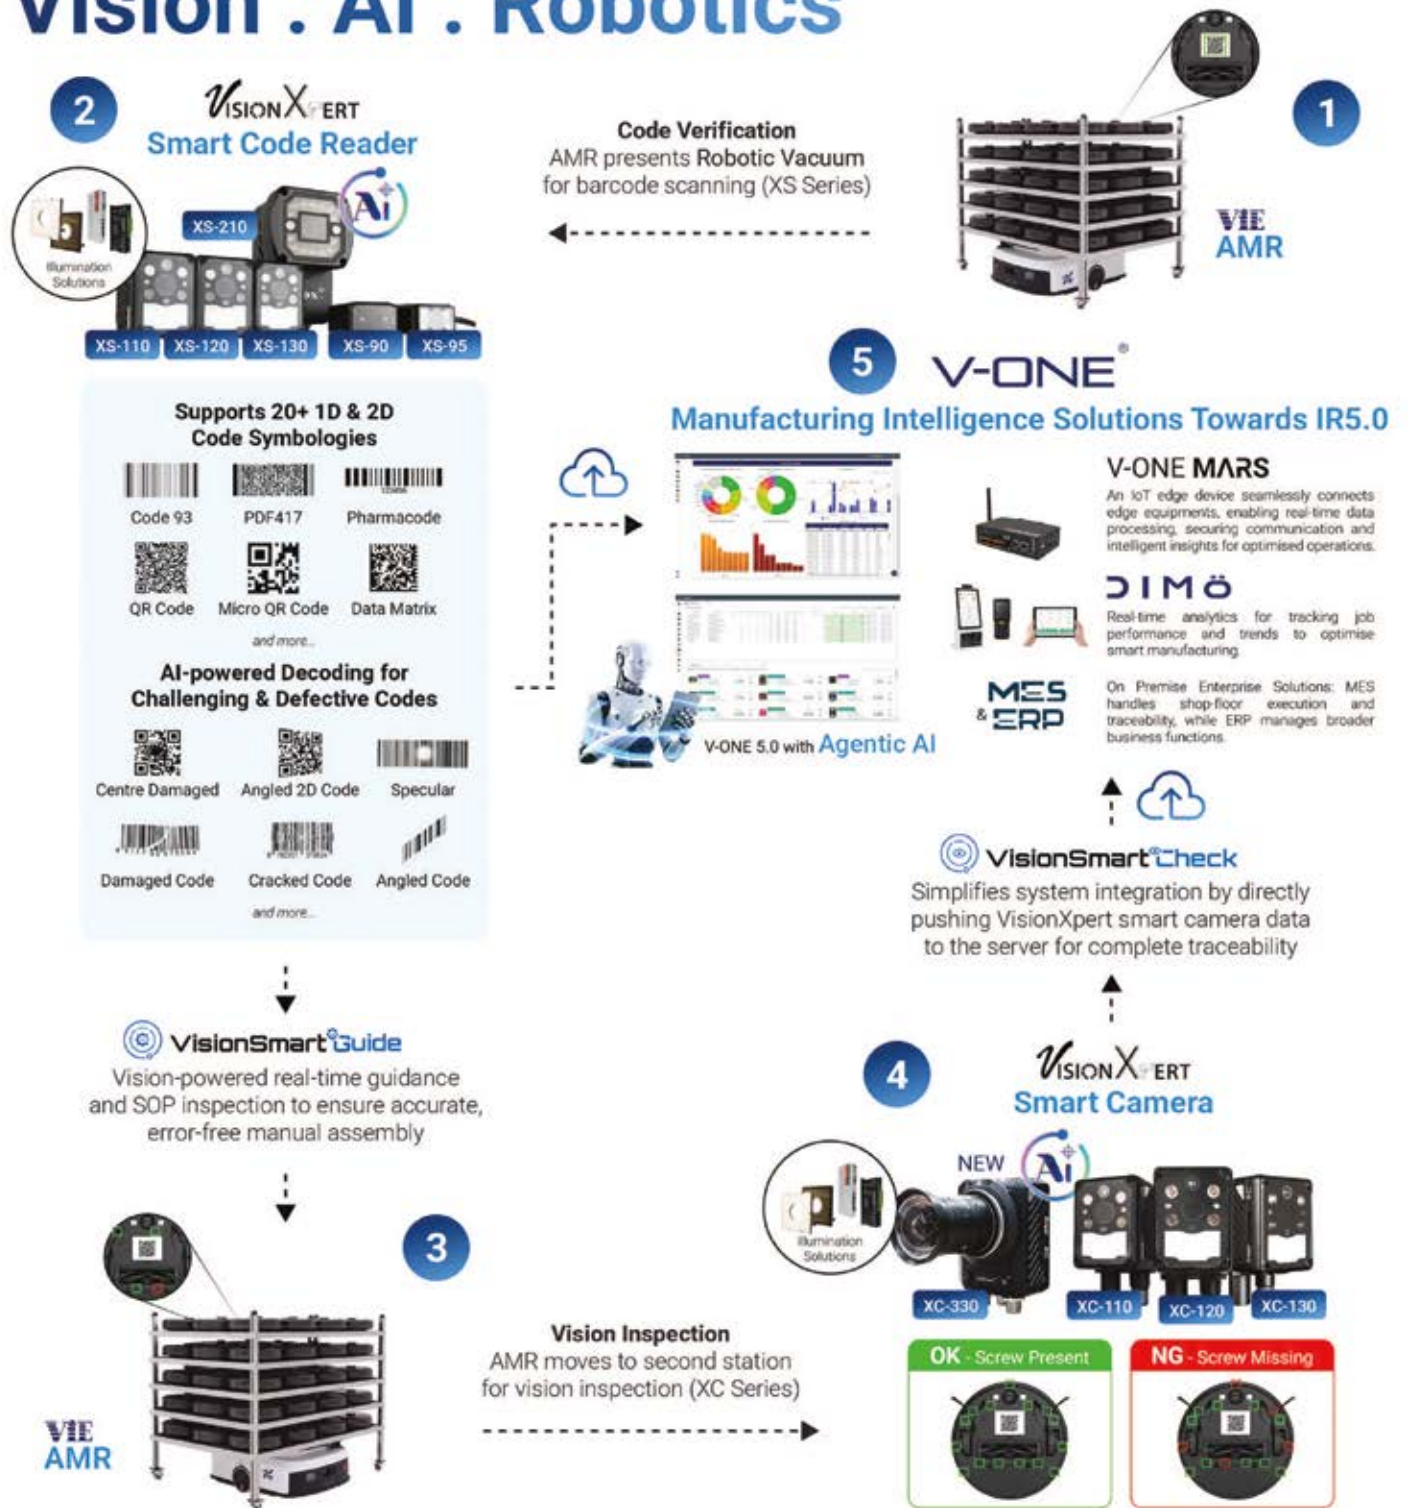 Vision . AI . Robotics
2
VISIONXPERT
Smart Code Reader
Illumination
Solutions
XS-210
Ai
XS-110
XS-120
XS-130
XS-90
XS-95
Code Verification
AMR presents Robotic Vacuum
for barcode scanning (XS Series)
1
VIE
AMR
Supports 20+ 1D & 2D
Code Symbologies
Code 93
PDF417
Pharmacode
QR Code
Micro QR Code
Data Matrix
and more...
AI-powered Decoding for
Challenging & Defective Codes
Centre Damaged
Angled 2D Code
Specular
Damaged Code
Cracked Code
Angled Code
and more...
5
V-ONE®
Manufacturing Intelligence Solutions Towards IR5.0
V-ONE 5.0 with Agentic AI
V-ONE MARS
An IoT edge device seamlessly connects
edge equipments, enabling real-time data
processing, securing communication and
intelligent insights for optimised operations.
DIMÖ
Real-time analytics for tracking job
performance and trends to optimise
smart manufacturing.
MES
& ERP
On Premise Enterprise Solutions: MES
handles shop-floor execution and
traceability, while ERP manages broader
business functions.
VisionSmart Check
Simplifies system integration by directly
pushing VisionXpert smart camera data
to the server for complete traceability
VisionSmart Guide
Vision-powered real-time guidance
and SOP inspection to ensure accurate,
error-free manual assembly
3
VIE
AMR
Vision Inspection
AMR moves to second station
for vision inspection (XC Series)
4
VISIONXPERT
Smart Camera
NEW
Ai
Illumination
Solutions
XC-330
XC-110
XC-120
XC-130
OK - Screw Present
NG - Screw Missing